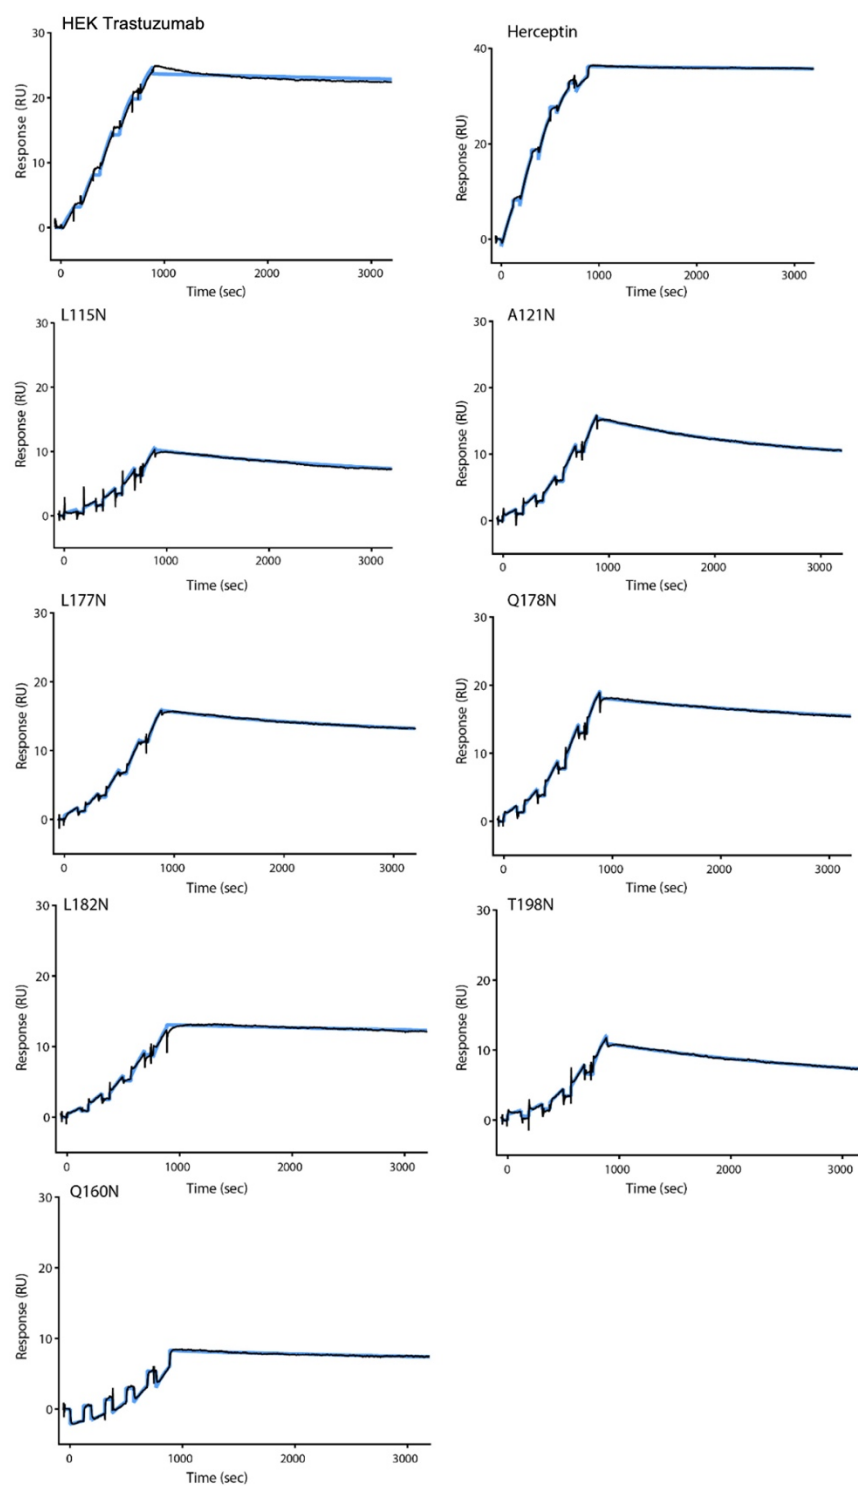 HEK Trastuzumab
30
20
10
0
Response (RU)
0 1000 2000 3000
Time (sec)
Herceptin
40
20
0
Response (RU)
0 1000 2000 3000
Time (sec)
L115N
30
20
10
0
Response (RU)
0 1000 2000 3000
Time (sec)
A121N
30
20
10
0
Response (RU)
0 1000 2000 3000
Time (sec)
L177N
30
20
10
0
Response (RU)
0 1000 2000 3000
Time (sec)
Q178N
30
20
10
0
Response (RU)
0 1000 2000 3000
Time (sec)
L182N
30
20
10
0
Response (RU)
0 1000 2000 3000
Time (sec)
T198N
30
20
10
0
Response (RU)
0 1000 2000 3000
Time (sec)
Q160N
30
20
10
0
Response (RU)
0 1000 2000 3000
Time (sec)